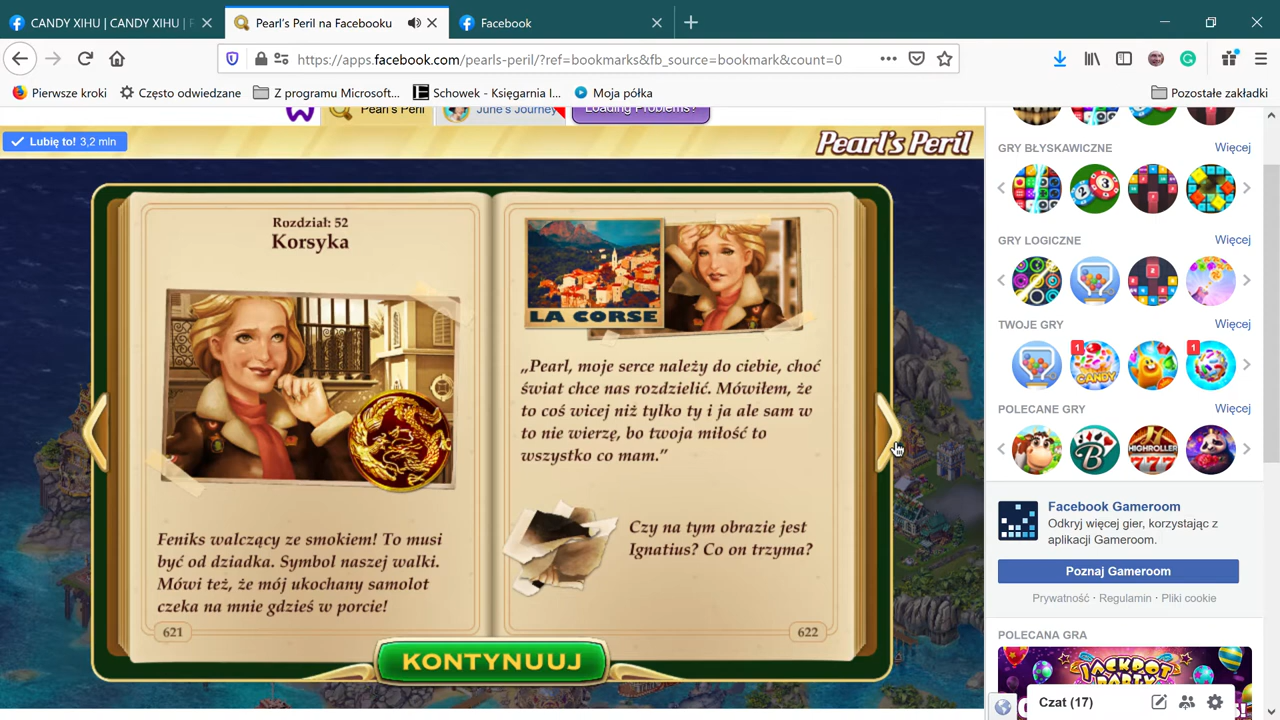 CANDY XIHU | CANDY XIHU | F
Pearl's Peril na Facebooku
Facebook
https://apps.facebook.com/pearls-peril/?ref=bookmarks&fb_source=bookmark&count=0
Pierwsze kroki
Często odwiedzane
Z programu Microsoft...
Schowek - Księgarnia I...
Moja półka
Pozostałe zakładki
Pearl's Peril
June's Journey
Loading Problems?
Lubię to! 3,2 mln
Pearl's Peril
Rozdział: 52
Korsyka
Feniks walczący ze smokiem! To musi
być od dziadka. Symbol naszej walki.
Mówi też, że mój ukochany samolot
czeka na mnie gdzieś w porcie!
621
LA CORSE
„Pearl, moje serce należy do ciebie, choć
świat chce nas rozdzielić. Mówiłem, że
to coś wicej niż tylko ty i ja ale sam w
to nie wierzę, bo twoja miłość to
wszystko co mam.”
Czy na tym obrazie jest
Ignatius? Co on trzyma?
622
KONTYNUUJ
GRY BŁYSKAWICZNE
Więcej
GRY LOGICZNE
Więcej
TWOJE GRY
Więcej
1
CANDY
1
POLECANE GRY
Więcej
B
HIGHROLLER
777
Facebook Gameroom
Odkryj więcej gier, korzystając z
aplikacji Gameroom.
Poznaj Gameroom
Prywatność · Regulamin · Pliki cookie
POLECANA GRA
JACKPOT
PARTY
Czat (17)